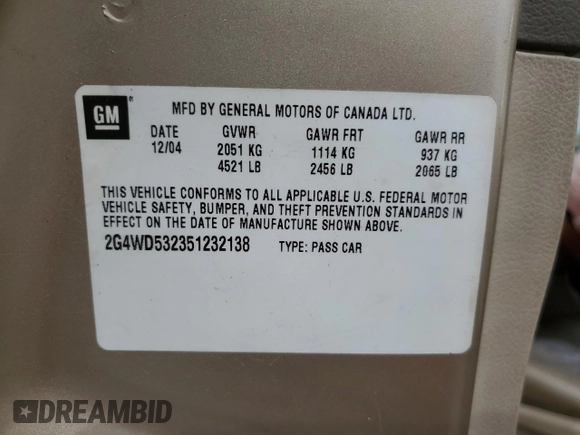 GM ® MFD BY GENERAL MOTORS OF CANADA LTD.
DATE GVWR GAWR FRT GAWR RR
12/04 2051 KG 1114 KG 937 KG
4521 LB 2456 LB 2065 LB
THIS VEHICLE CONFORMS TO ALL APPLICABLE U.S. FEDERAL MOTOR
VEHICLE SAFETY, BUMPER, AND THEFT PREVENTION STANDARDS IN
EFFECT ON THE DATE OF MANUFACTURE SHOWN ABOVE.
2G4WD532351232138 TYPE: PASS CAR
DREAMBID